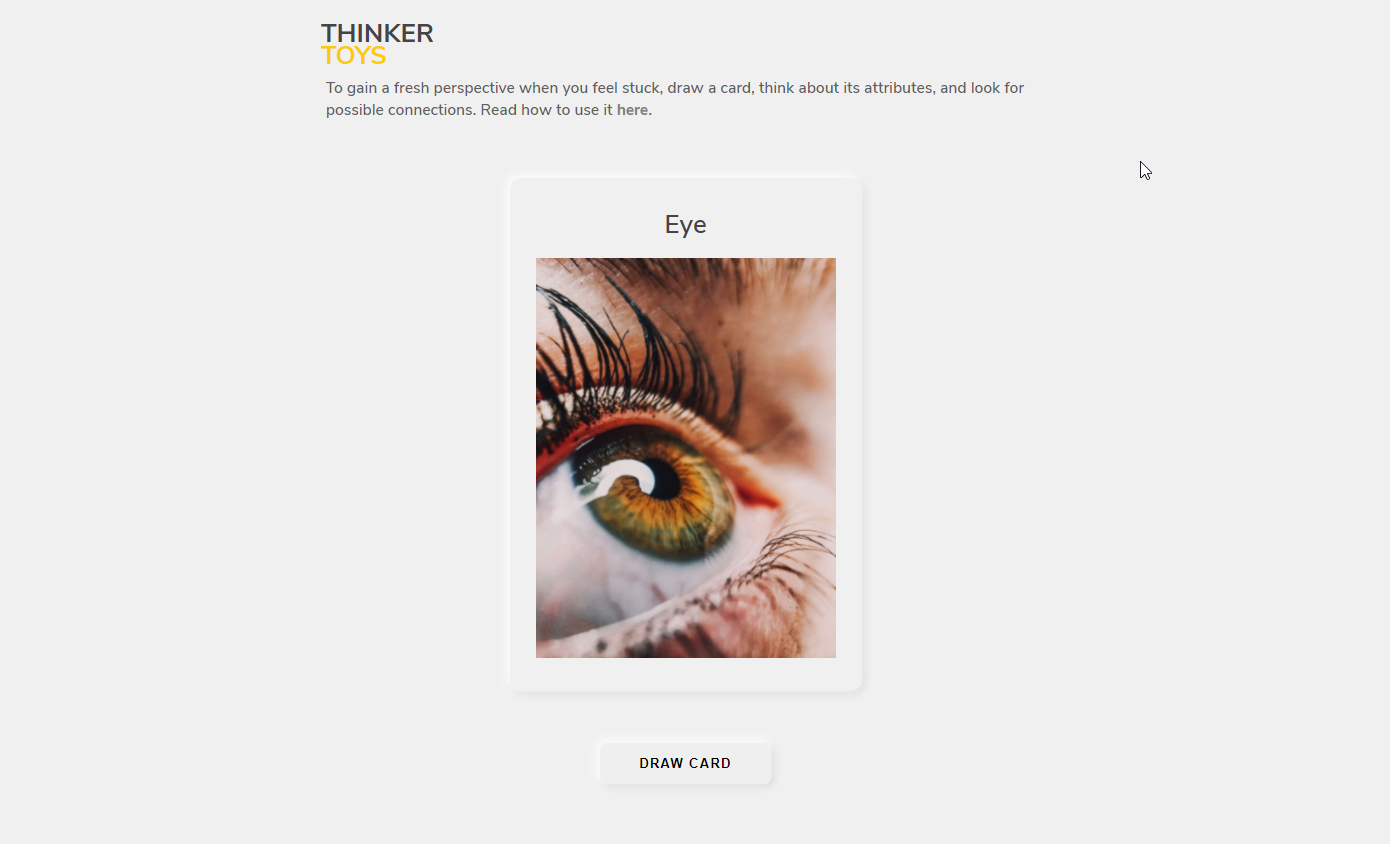 THINKER
TOYS
To gain a fresh perspective when you feel stuck, draw a card, think about its attributes, and look for
possible connections. Read how to use it here.
Eye
DRAW CARD